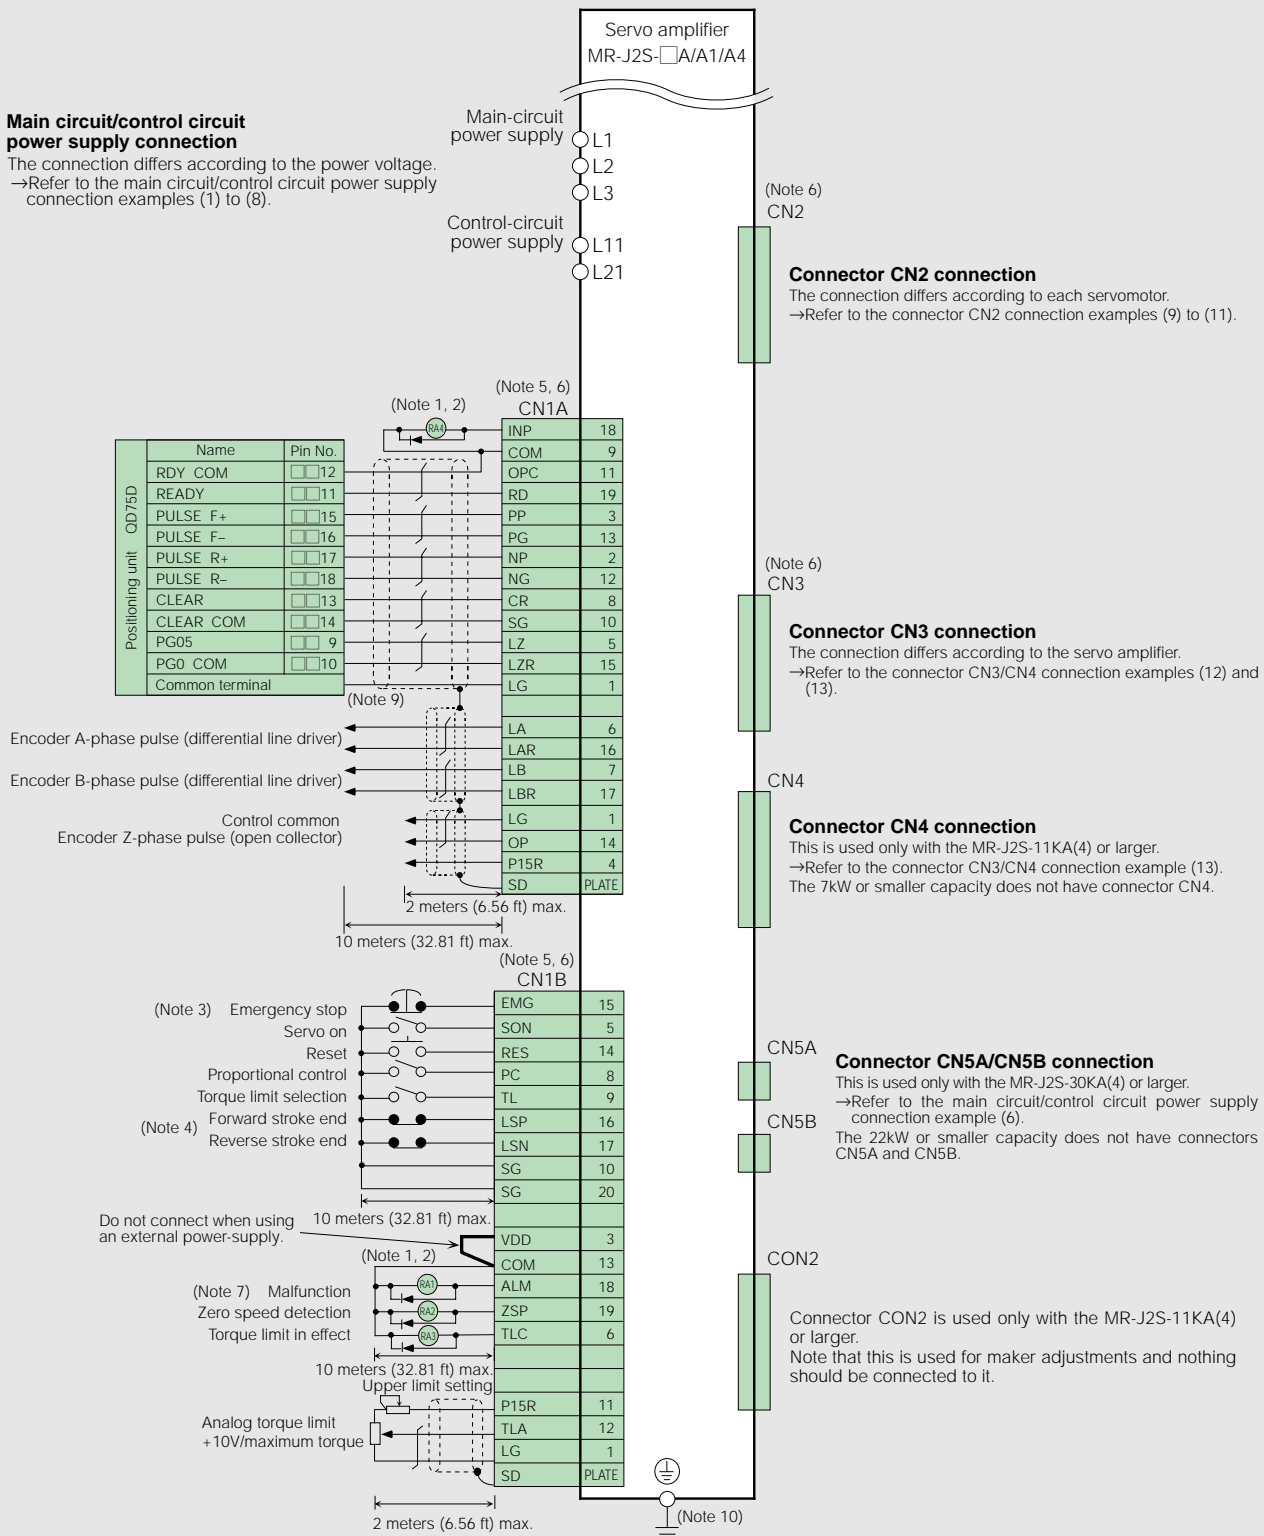 Servo amplifier
MR-J2S-□A/A1/A4
Main circuit/control circuit
power supply connection
The connection differs according to the power voltage.
→Refer to the main circuit/control circuit power supply
connection examples (1) to (8).
Main-circuit
power supply
L1
L2
L3
Control-circuit
power supply
L11
L21
(Note 6)
CN2
Connector CN2 connection
The connection differs according to each servomotor.
→Refer to the connector CN2 connection examples (9) to (11).
(Note 5, 6)
CN1A
(Note 1, 2)
RA4
INP 18
COM 9
OPC 11
RD 19
PP 3
PG 13
NP 2
NG 12
CR 8
SG 10
LZ 5
LZR 15
LG 1
LA 6
LAR 16
LB 7
LBR 17
LG 1
OP 14
P15R 4
SD PLATE
Positioning unit QD75D
Name Pin No.
RDY COM □□12
READY □□11
PULSE F+ □□15
PULSE F– □□16
PULSE R+ □□17
PULSE R– □□18
CLEAR □□13
CLEAR COM □□14
PG05 □□ 9
PG0 COM □□10
Common terminal
(Note 9)
Encoder A-phase pulse (differential line driver)
Encoder B-phase pulse (differential line driver)
Control common
Encoder Z-phase pulse (open collector)
2 meters (6.56 ft) max.
10 meters (32.81 ft) max.
(Note 6)
CN3
Connector CN3 connection
The connection differs according to the servo amplifier.
→Refer to the connector CN3/CN4 connection examples (12) and
(13).
CN4
Connector CN4 connection
This is used only with the MR-J2S-11KA(4) or larger.
→Refer to the connector CN3/CN4 connection example (13).
The 7kW or smaller capacity does not have connector CN4.
(Note 5, 6)
CN1B
(Note 3) Emergency stop
Servo on
Reset
Proportional control
Torque limit selection
Forward stroke end
(Note 4)
Reverse stroke end
EMG 15
SON 5
RES 14
PC 8
TL 9
LSP 16
LSN 17
SG 10
SG 20
VDD 3
COM 13
ALM 18
ZSP 19
TLC 6
P15R 11
TLA 12
LG 1
SD PLATE
10 meters (32.81 ft) max.
Do not connect when using
an external power-supply.
(Note 1, 2)
(Note 7) Malfunction
Zero speed detection
Torque limit in effect
RA1
RA2
RA3
10 meters (32.81 ft) max.
Upper limit setting
Analog torque limit
+10V/maximum torque
2 meters (6.56 ft) max.
CN5A
CN5B
Connector CN5A/CN5B connection
This is used only with the MR-J2S-30KA(4) or larger.
→Refer to the main circuit/control circuit power supply
connection example (6).
The 22kW or smaller capacity does not have connectors
CN5A and CN5B.
CON2
Connector CON2 is used only with the MR-J2S-11KA(4)
or larger.
Note that this is used for maker adjustments and nothing
should be connected to it.
(Note 10)